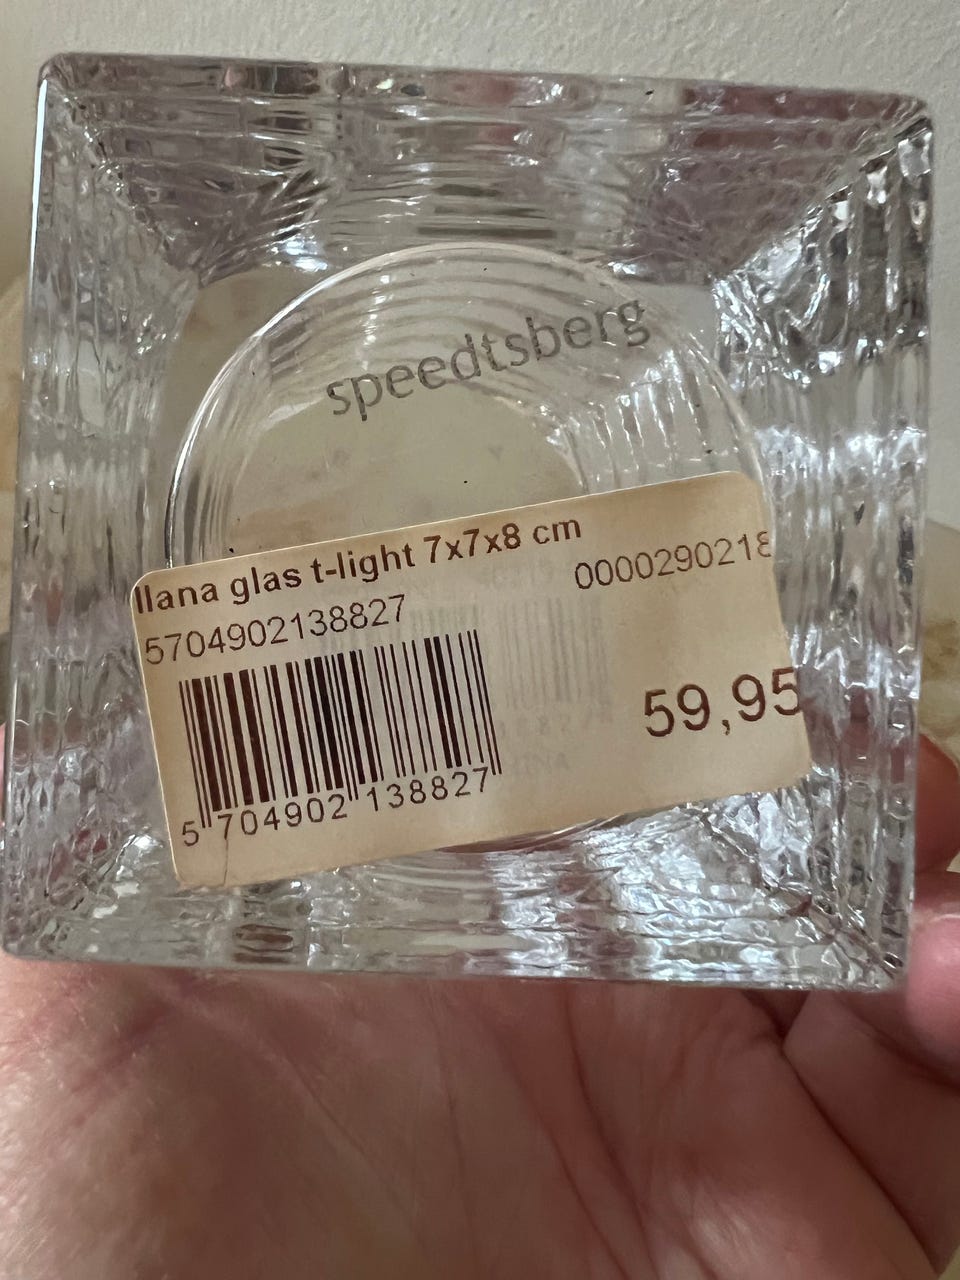 speedtsberg
llana glas t-light 7x7x8 cm
5704902138827
0000290218
59,95
5 704902 138827